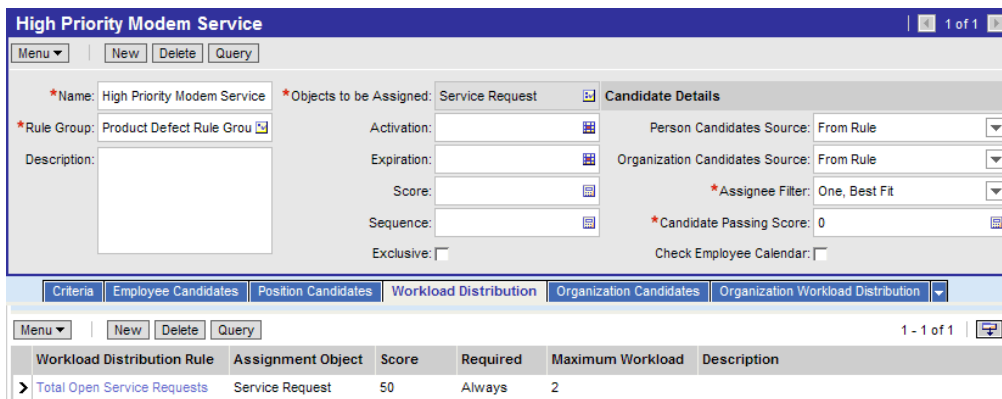 High Priority Modem Service 1 of 1
Menu New Delete Query
*Name: High Priority Modem Service *Objects to be Assigned: Service Request Candidate Details
*Rule Group: Product Defect Rule Grou Activation: Person Candidates Source: From Rule
Description: Expiration: Organization Candidates Source: From Rule
Score: *Assignee Filter: One, Best Fit
Sequence: *Candidate Passing Score: 0
Exclusive: Check Employee Calendar:
Criteria Employee Candidates Position Candidates Workload Distribution Organization Candidates Organization Workload Distribution
Menu New Delete Query 1 - 1 of 1
Workload Distribution Rule Assignment Object Score Required Maximum Workload Description
Total Open Service Requests Service Request 50 Always 2